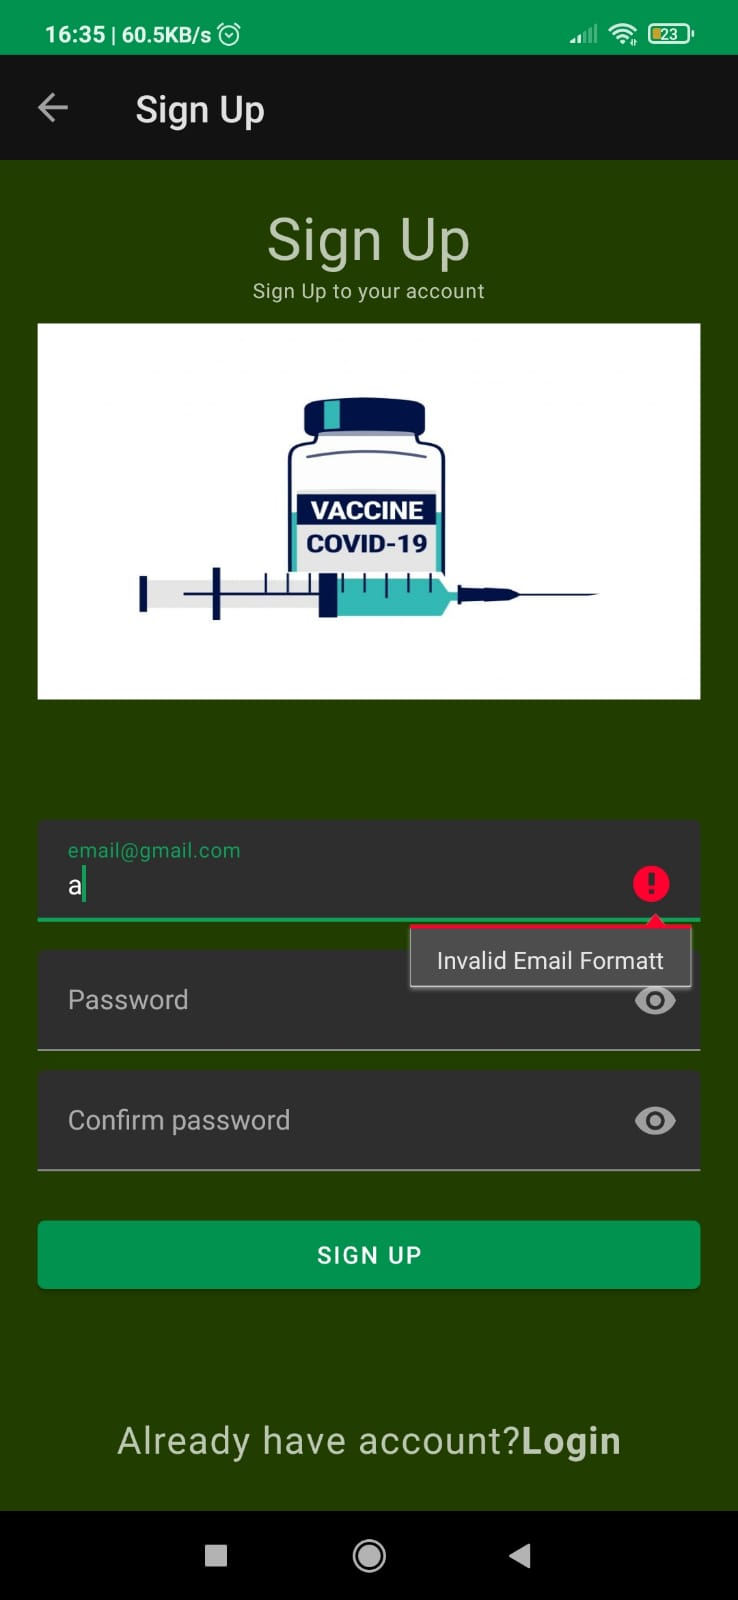 16:35 | 60.5KB/s
23
Sign Up
Sign Up
Sign Up to your account
VACCINE
COVID-19
email@gmail.com
a
Invalid Email Formatt
Password
Confirm password
SIGN UP
Already have account?Login